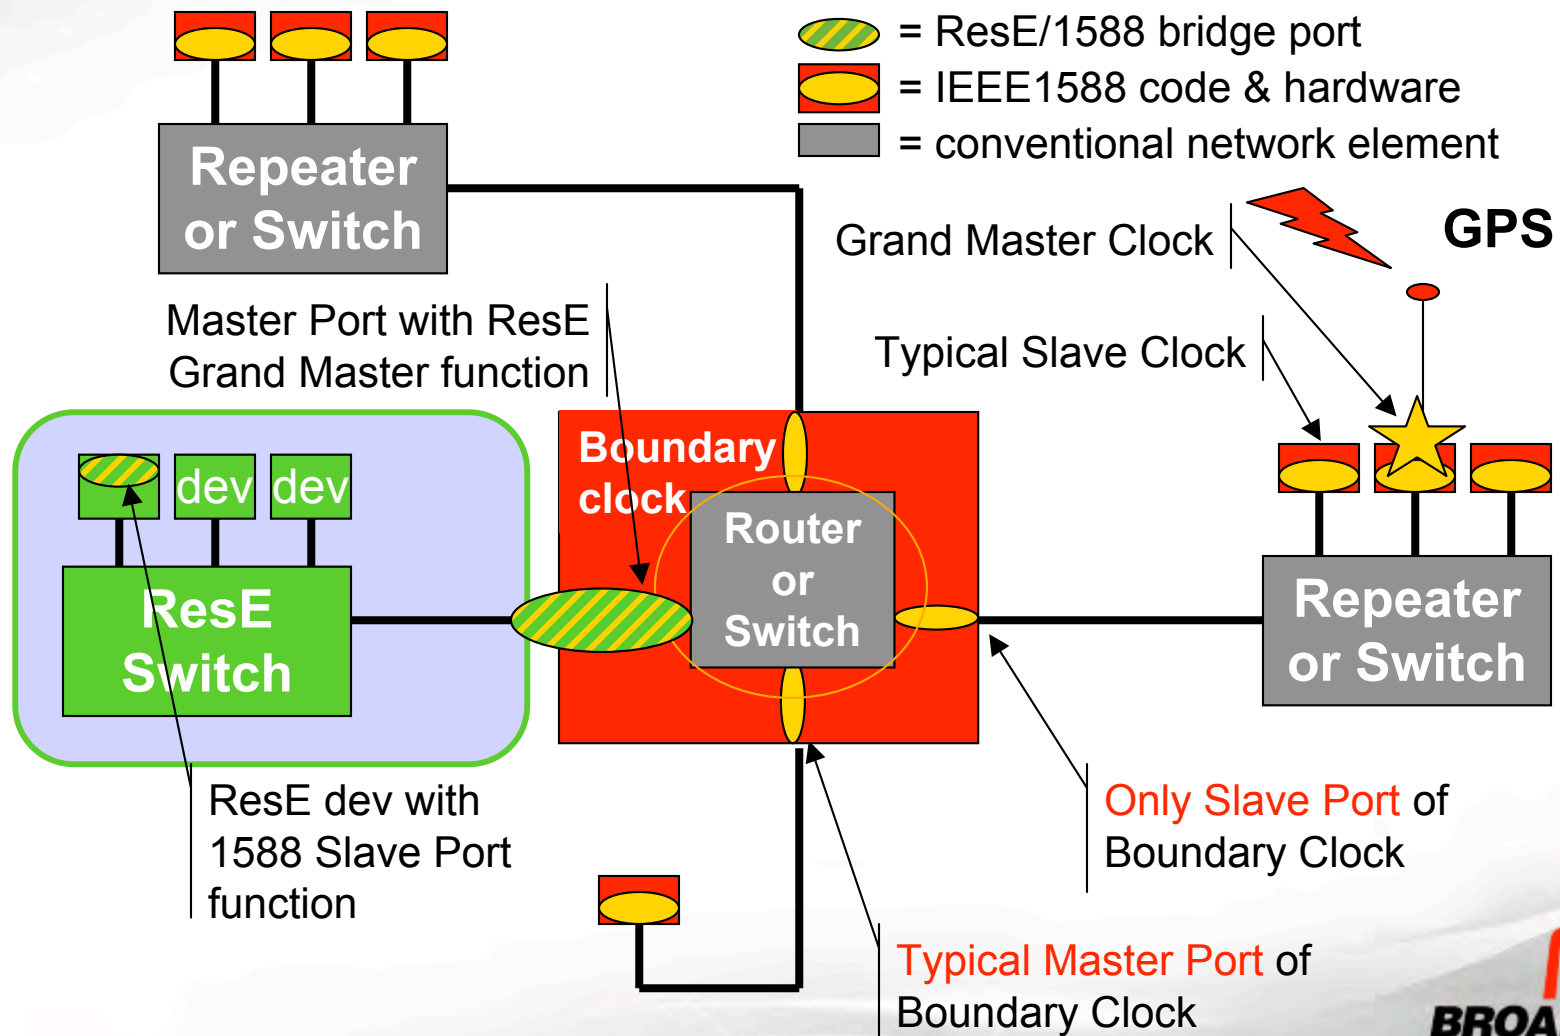 = ResE/1588 bridge port
= IEEE1588 code & hardware
= conventional network element
Repeater
or Switch
Grand Master Clock
GPS
Master Port with ResE
Grand Master function
Typical Slave Clock
Boundary
clock
dev
dev
Router
or
Switch
ResE
Switch
Repeater
or Switch
ResE dev with
1588 Slave Port
function
Only Slave Port of
Boundary Clock
Typical Master Port of
Boundary Clock
BROA